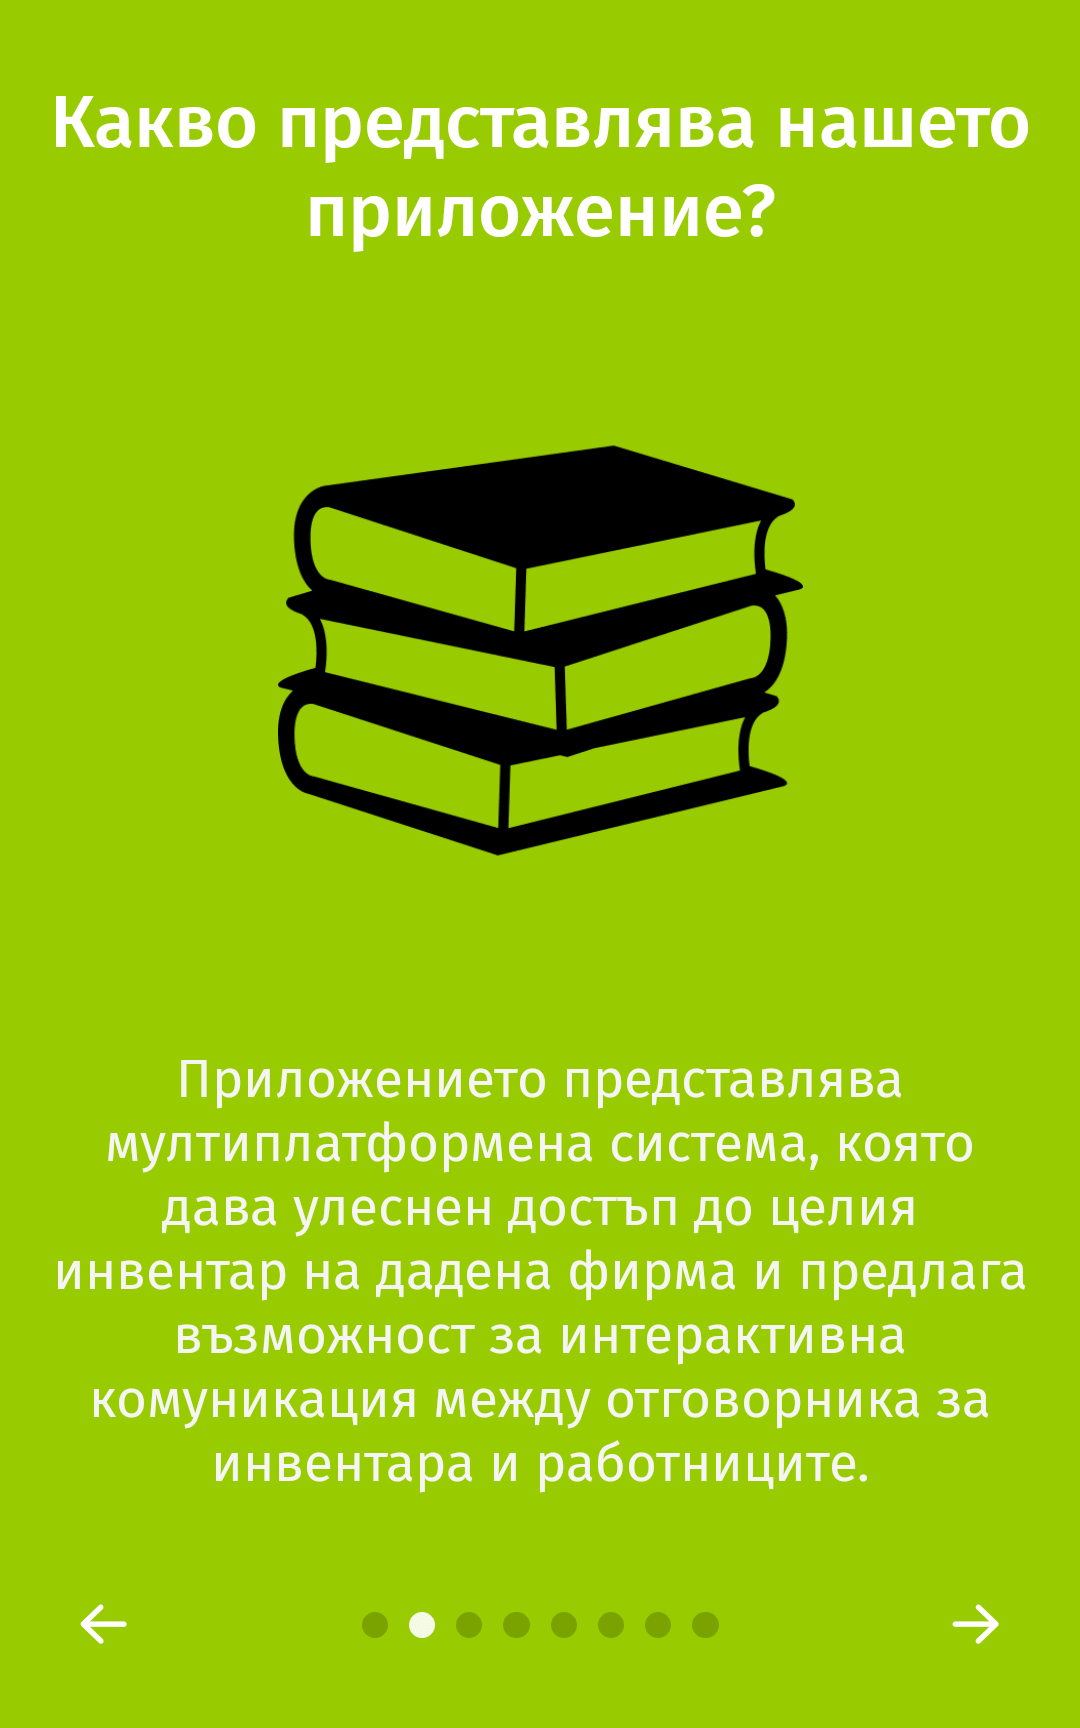 Какво представлява нашето
приложение?
Приложението представлява
мултиплатформена система, която
дава улеснен достъп до целия
инвентар на дадена фирма и предлага
възможност за интерактивна
комуникация между отговорника за
инвентара и работниците.